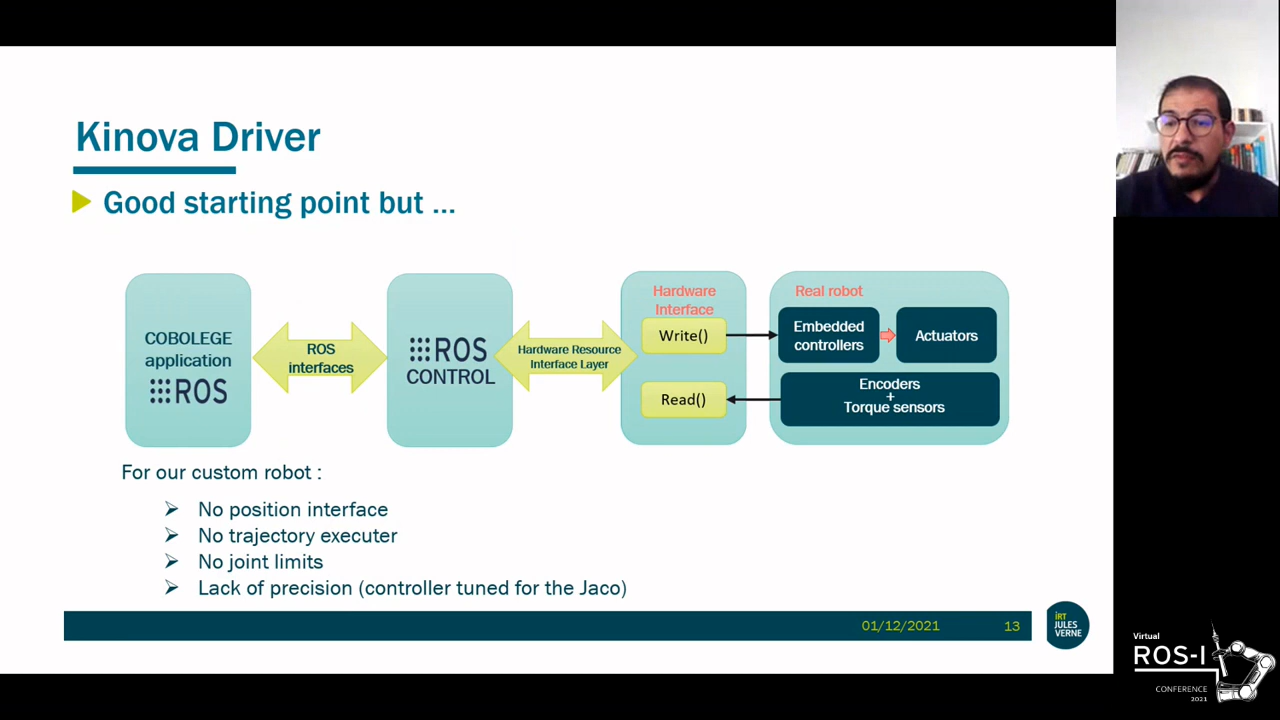 Kinova Driver
Good starting point but ...
COBOLEGE
application
ROS
ROS
interfaces
ROS
CONTROL
Hardware Resource
Interface Layer
Hardware
Interface
Write()
Read()
Real robot
Embedded
controllers
Actuators
Encoders
+
Torque sensors
For our custom robot :
No position interface
No trajectory executer
No joint limits
Lack of precision (controller tuned for the Jaco)
01/12/2021
13
iRT
JULES
VERNE
Virtual
ROS-I
CONFERENCE
2021